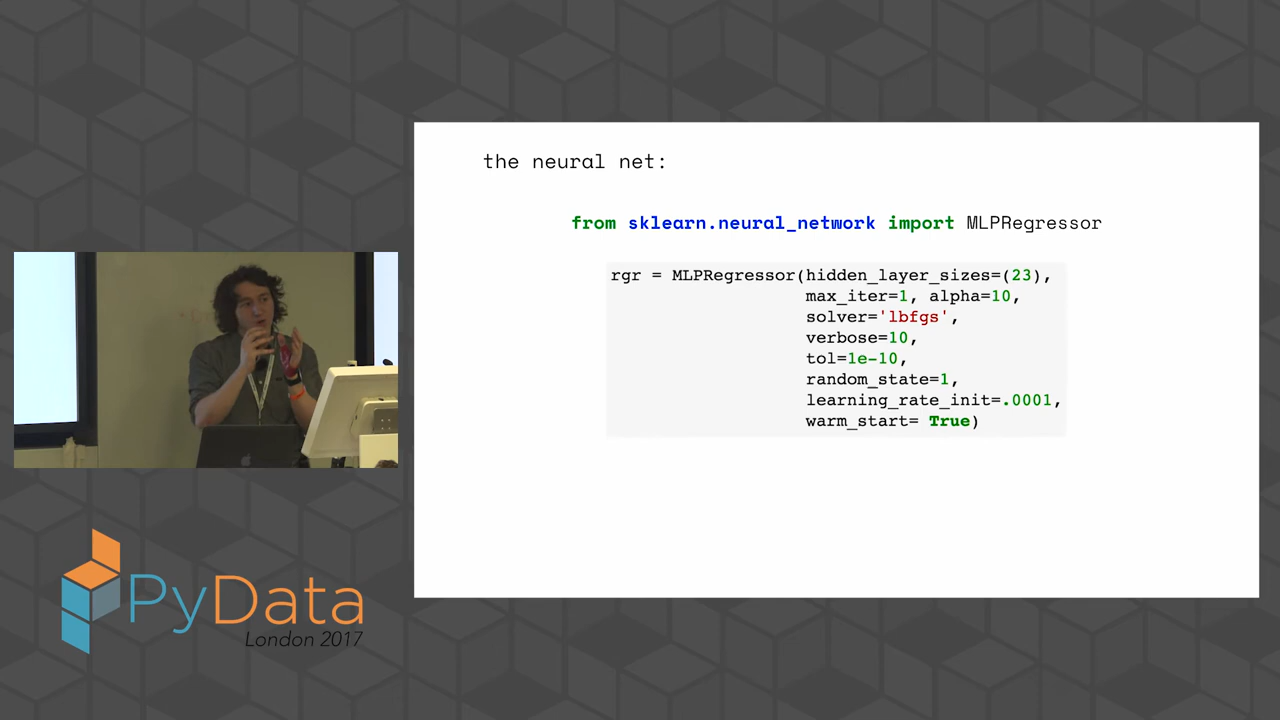 the neural net:
from sklearn.neural_network import MLPRegressor
rgr = MLPRegressor(hidden_layer_sizes=(23),
max_iter=1, alpha=10,
solver='lbfgs',
verbose=10,
tol=1e-10,
random_state=1,
learning_rate_init=.0001,
warm_start= True)
PyData
London 2017